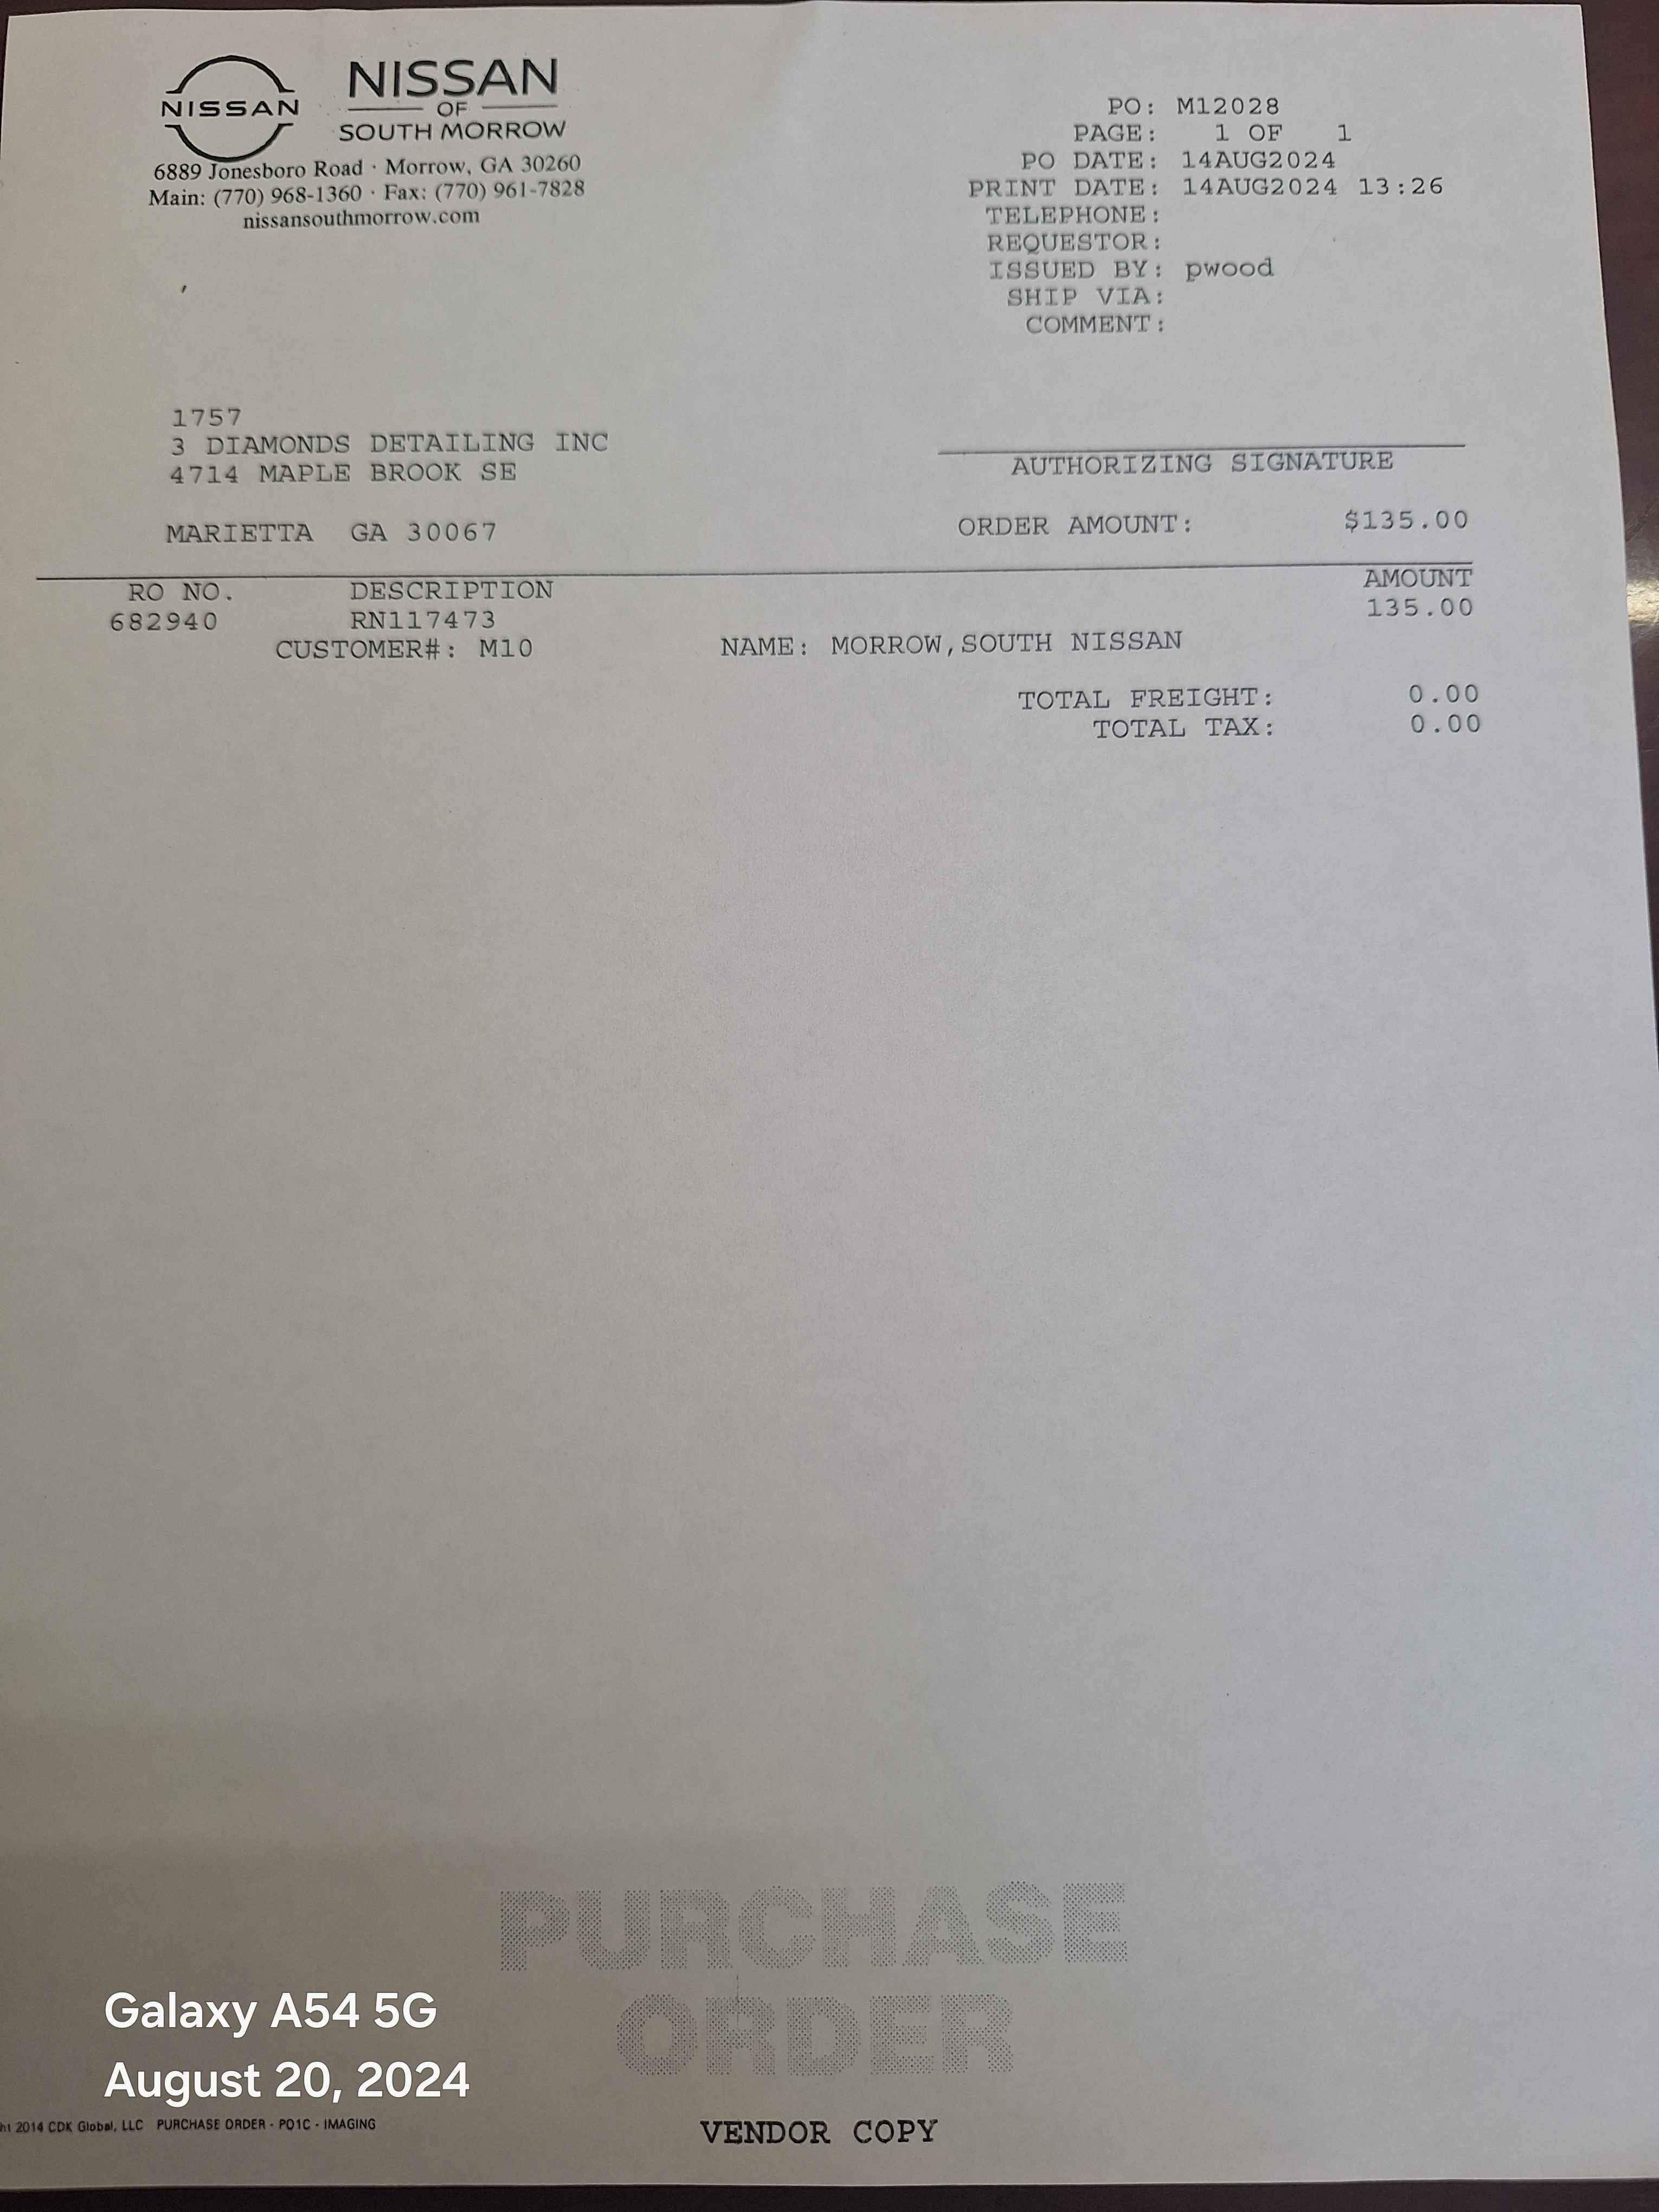 NISSAN
NISSAN
OF
SOUTH MORROW
6889 Jonesboro Road · Morrow, GA 30260
Main: (770) 968-1360 · Fax: (770) 961-7828
nissansouthmorrow.com
PO: M12028
PAGE: 1 OF 1
PO DATE: 14AUG2024
PRINT DATE: 14AUG2024 13:26
TELEPHONE:
REQUESTOR:
ISSUED BY: pwood
SHIP VIA:
COMMENT:
1757
3 DIAMONDS DETAILING INC
4714 MAPLE BROOK SE
MARIETTA GA 30067
AUTHORIZING SIGNATURE
ORDER AMOUNT: $135.00
RO NO. DESCRIPTION AMOUNT
682940 RN117473 135.00
CUSTOMER#: M10 NAME: MORROW,SOUTH NISSAN
TOTAL FREIGHT: 0.00
TOTAL TAX: 0.00
PURCHASE
ORDER
Galaxy A54 5G
August 20, 2024
ht 2014 CDK Global, LLC PURCHASE ORDER - PO1C - IMAGING
VENDOR COPY